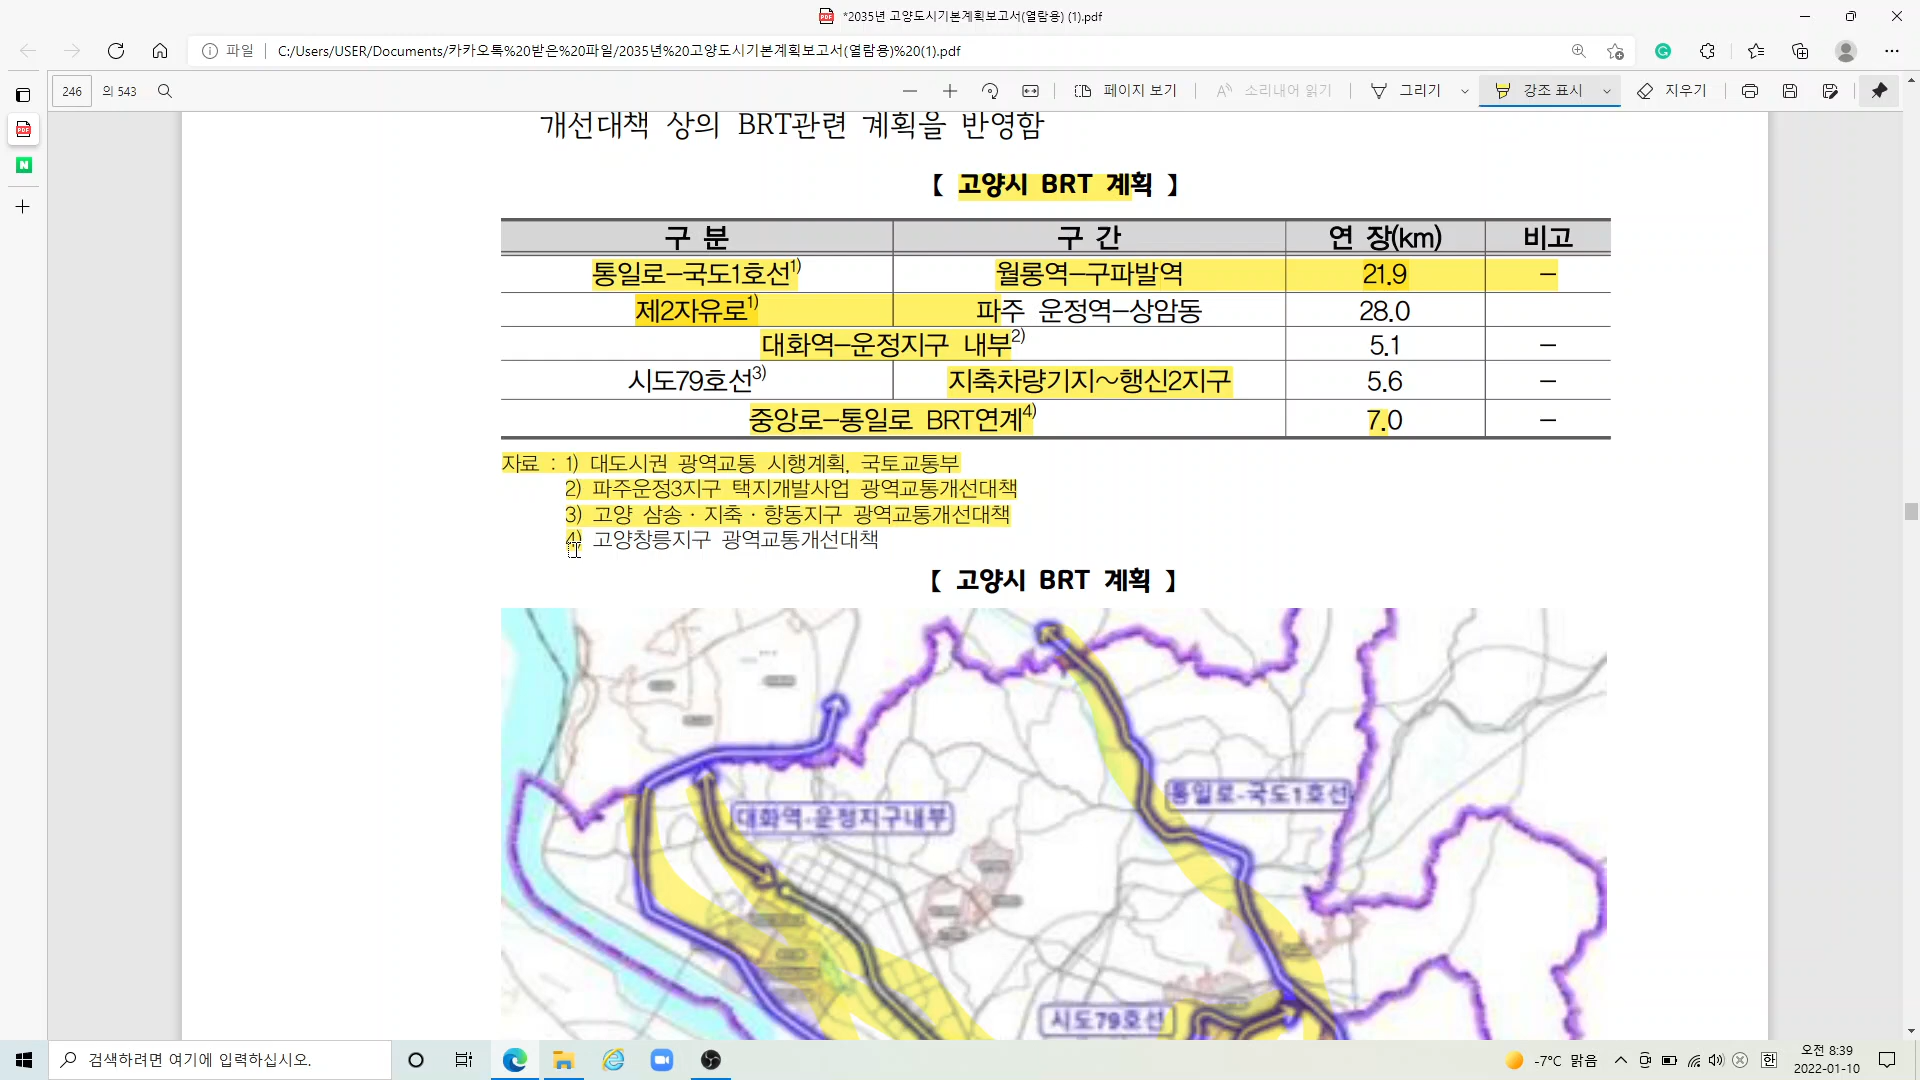 *2035년 고양도시기본계획보고서(열람용) (1).pdf
파일 C:/Users/USER/Documents/카카오톡%20받은%20파일/2035년%20고양도시기본계획보고서(열람용)%20(1).pdf
246 의 543 페이지 보기 소리내어 읽기 그리기 강조 표시 지우기
개선대책 상의 BRT관련 계획을 반영함
【 고양시 BRT 계획 】
구 분 구 간 연 장(km) 비고
통일로–국도1호선1) 월롱역–구파발역 21.9 –
제2자유로1) 파주 운정역–상암동 28.0
대화역–운정지구 내부2) 5.1 –
시도79호선3) 지축차량기지~행신2지구 5.6 –
중앙로–통일로 BRT연계4) 7.0 –
자료 : 1) 대도시권 광역교통 시행계획, 국토교통부
2) 파주운정3지구 택지개발사업 광역교통개선대책
3) 고양 삼송·지축·향동지구 광역교통개선대책
4) 고양창릉지구 광역교통개선대책
【 고양시 BRT 계획 】
통일로-국도1호선
대화역-운정지구내부
시도79호선
검색하려면 여기에 입력하십시오.
-7°C 맑음
한
오전 8:39
2022-01-10